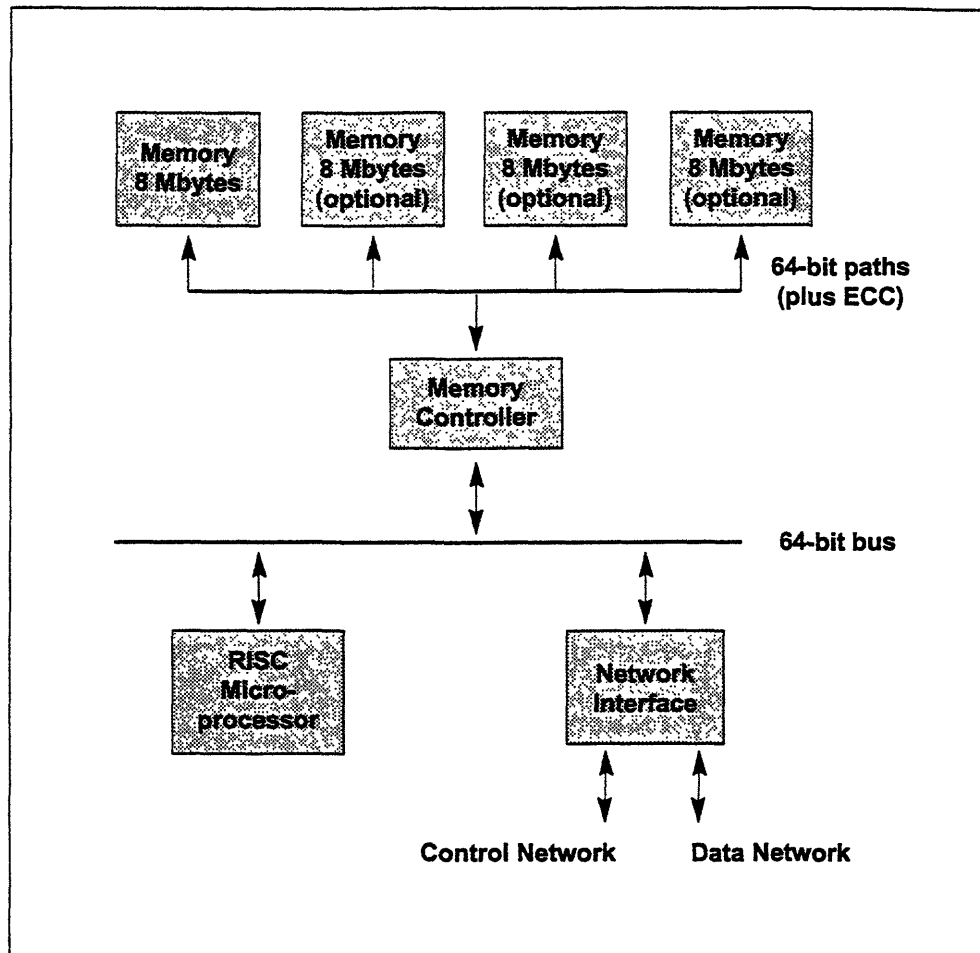 Memory
8 Mbytes
Memory
8 Mbytes
(optional)
Memory
8 Mbytes
(optional)
Memory
8 Mbytes
(optional)
64-bit paths
(plus ECC)
Memory
Controller
64-bit bus
RISC
Micro-
processor
Network
Interface
Control Network
Data Network